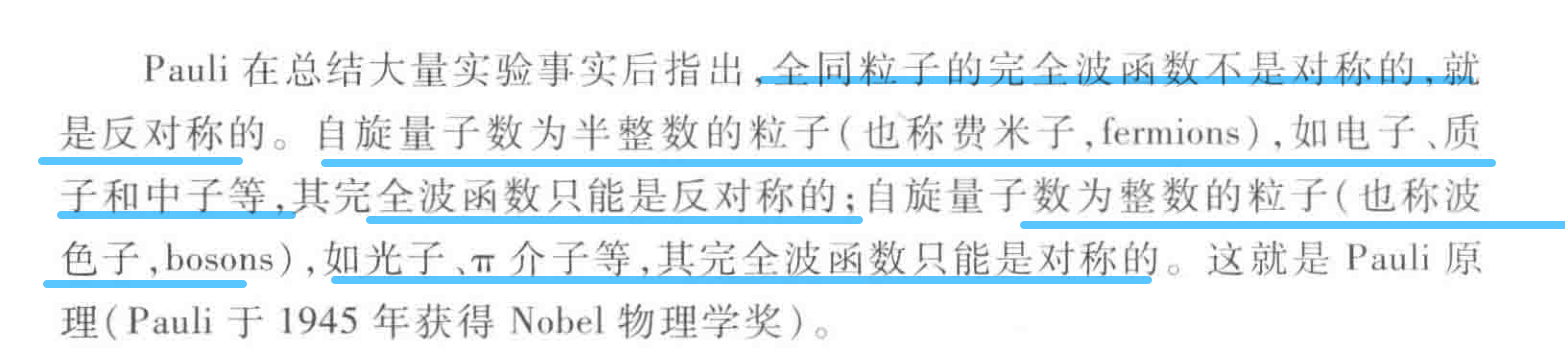 Pauli 在总结大量实验事实后指出,全同粒子的完全波函数不是对称的,就
是反对称的。自旋量子数为半整数的粒子(也称费米子,fermions),如电子、质
子和中子等,其完全波函数只能是反对称的;自旋量子数为整数的粒子(也称波
色子,bosons),如光子、π 介子等,其完全波函数只能是对称的。这就是 Pauli 原
理(Pauli 于 1945 年获得 Nobel 物理学奖)。